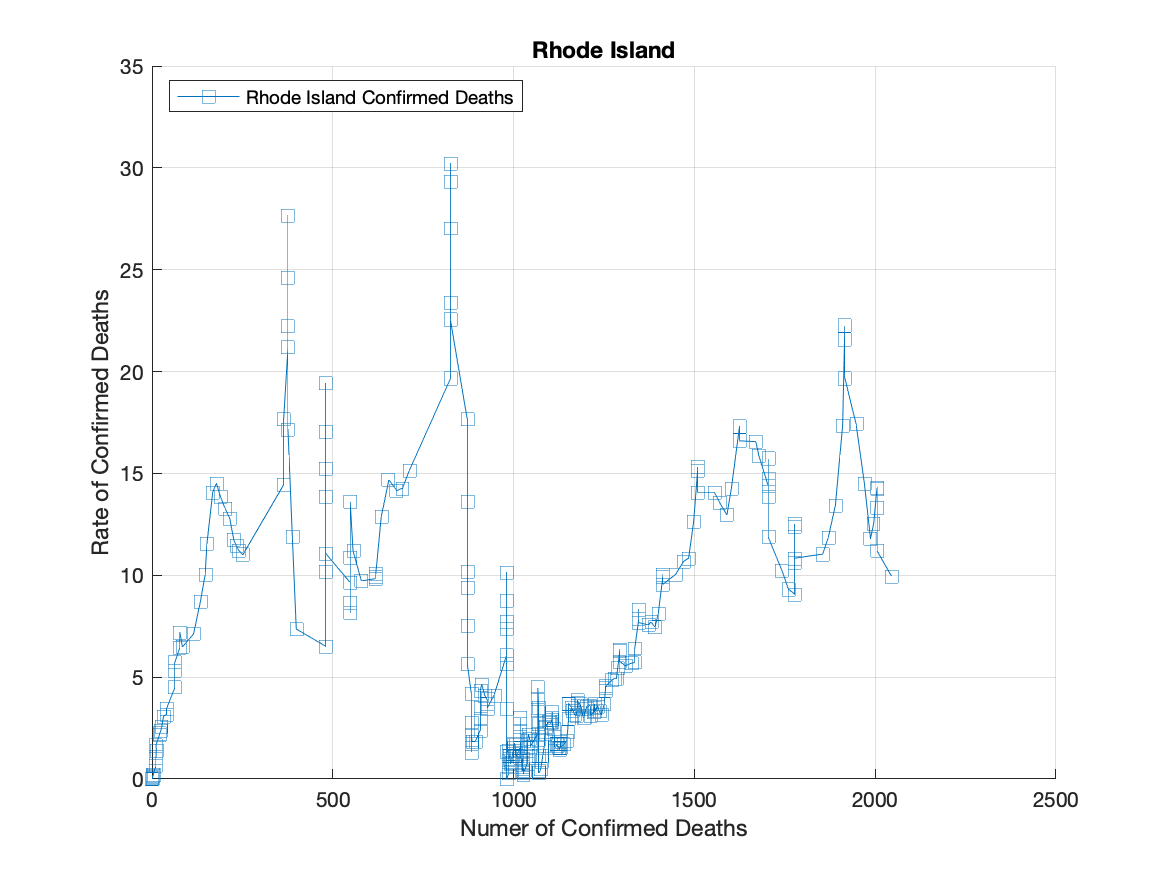 Rhode Island
35
Rhode Island Confirmed Deaths
30
25
20
15
10
5
0
Rate of Confirmed Deaths
0 500 1000 1500 2000 2500
Numer of Confirmed Deaths